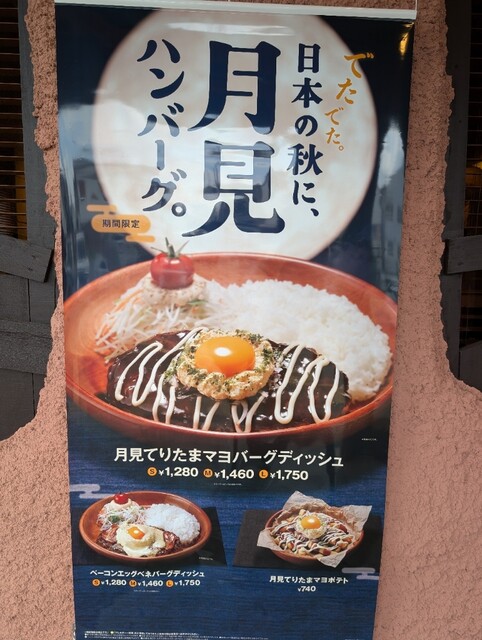 でたでた。
日本の秋に、
月見
ハンバーグ。
期間限定
月見てりたまマヨバーグディッシュ
S ¥1,280 M ¥1,460 L ¥1,750
ベーコンエッグベネバーグディッシュ
S ¥1,280 M ¥1,460 L ¥1,750
月見てりたまマヨポテト
¥740